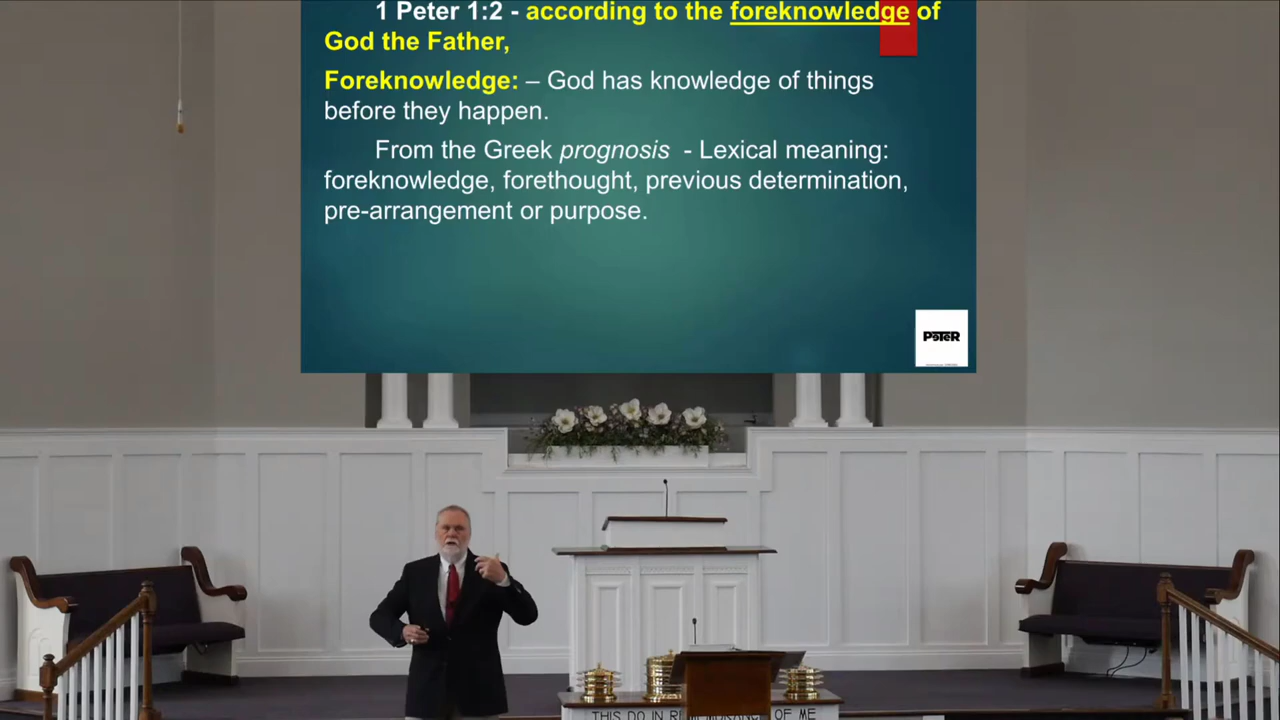 1 Peter 1:2 - according to the foreknowledge of
God the Father,
Foreknowledge: – God has knowledge of things
before they happen.
From the Greek prognosis - Lexical meaning:
foreknowledge, forethought, previous determination,
pre-arrangement or purpose.
PeTeR
THIS DO IN OF ME